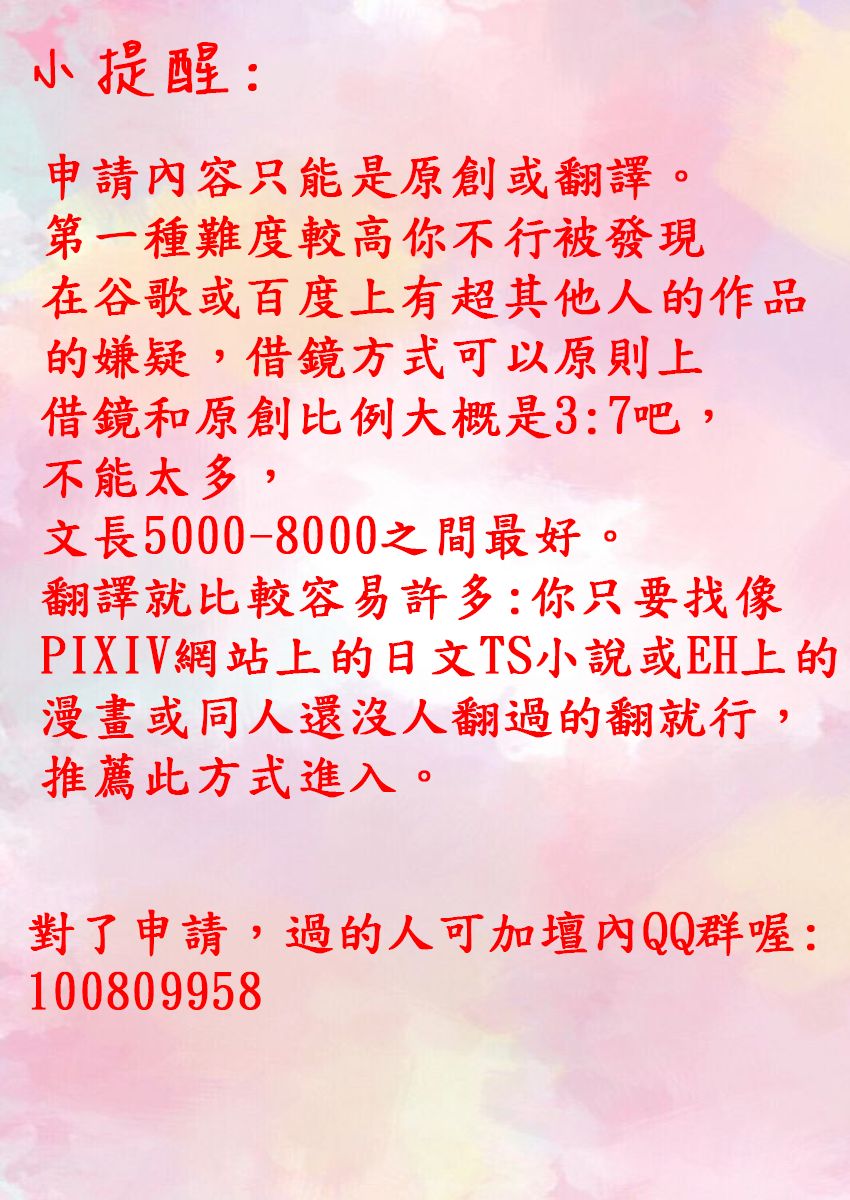 小提醒:
申請內容只能是原創或翻譯。
第一種難度較高你不行被發現
在谷歌或百度上有超其他人的作品
的嫌疑，借鏡方式可以原則上
借鏡和原創比例大概是3:7吧，
不能太多，
文長5000-8000之間最好。
翻譯就比較容易許多:你只要找像
PIXIV網站上的日文TS小說或EH上的
漫畫或同人還沒人翻過的翻就行，
推薦此方式進入。
對了申請，過的人可加壇內QQ群喔:
100809958